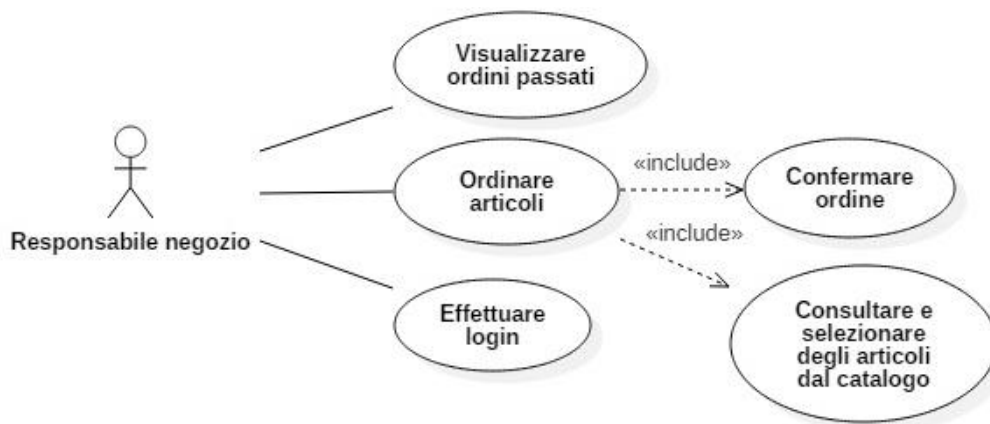 Visualizzare
ordini passati
Responsabile negozio
Ordinare
articoli
«include»
Confermare
ordine
«include»
Effettuare
login
Consultare e
selezionare
degli articoli
dal catalogo